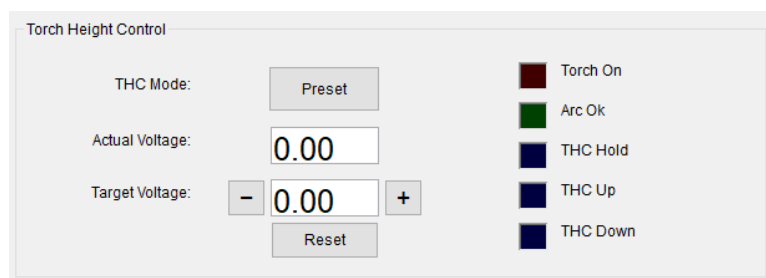 Torch Height Control
THC Mode: Preset
Actual Voltage: 0.00
Target Voltage: - 0.00 +
Reset
Torch On
Arc Ok
THC Hold
THC Up
THC Down